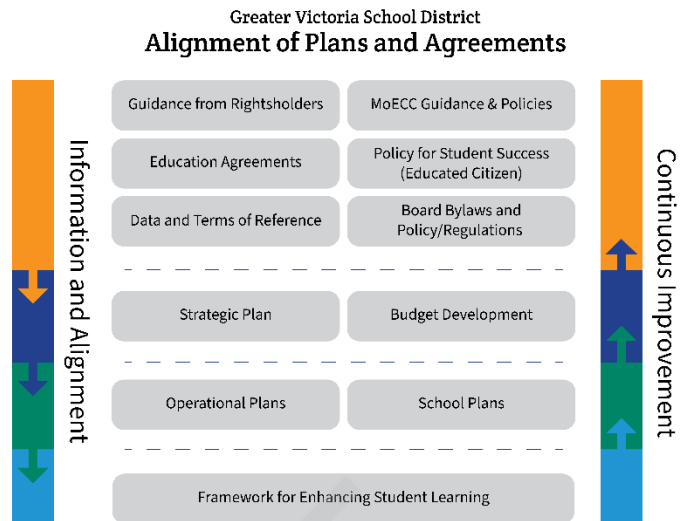 Greater Victoria School District
Alignment of Plans and Agreements
Information and Alignment
Guidance from Rightsholders
MoECC Guidance & Policies
Education Agreements
Policy for Student Success
(Educated Citizen)
Data and Terms of Reference
Board Bylaws and
Policy/Regulations
Strategic Plan
Budget Development
Operational Plans
School Plans
Framework for Enhancing Student Learning
Continuous Improvement